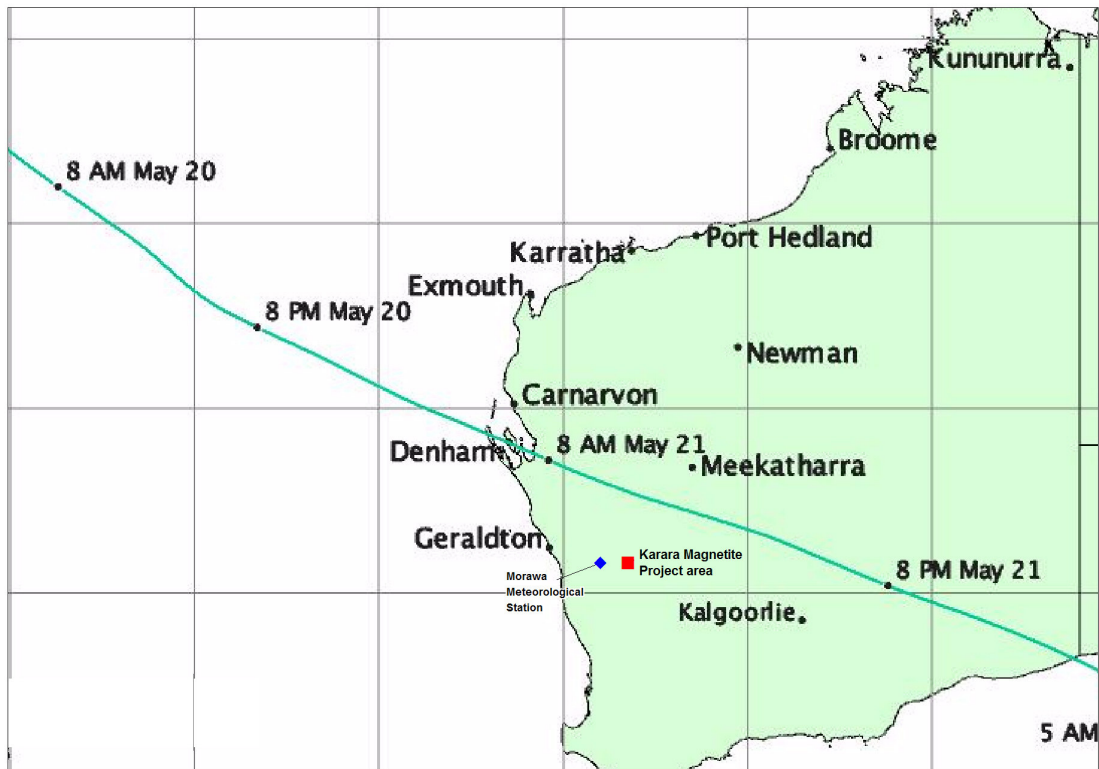 Kununurra
Broome
8 AM May 20
Port Hedland
Karratha
Exmouth
8 PM May 20
Newman
Carnarvon
8 AM May 21
Denham
Meekatharra
Geraldton
Karara Magnetite
Project area
Morawa
Meteorological
Station
8 PM May 21
Kalgoorlie
5 AM